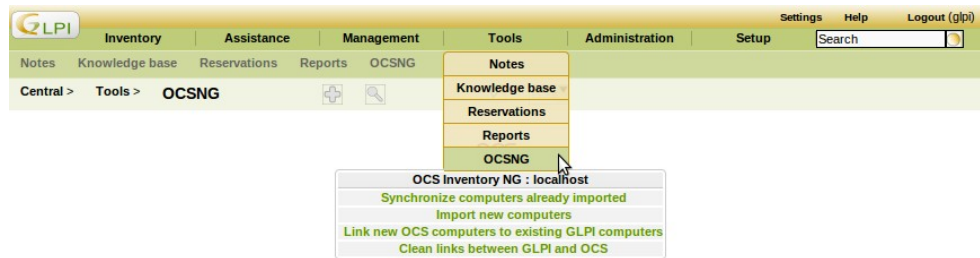 Settings Help Logout (glpi)
GLPI
Inventory Assistance Management Tools Administration Setup Search
Notes Knowledge base Reservations Reports OCSNG
Central > Tools > OCSNG
Notes
Knowledge base
Reservations
Reports
OCSNG
OCS Inventory NG : localhost
Synchronize computers already imported
Import new computers
Link new OCS computers to existing GLPI computers
Clean links between GLPI and OCS